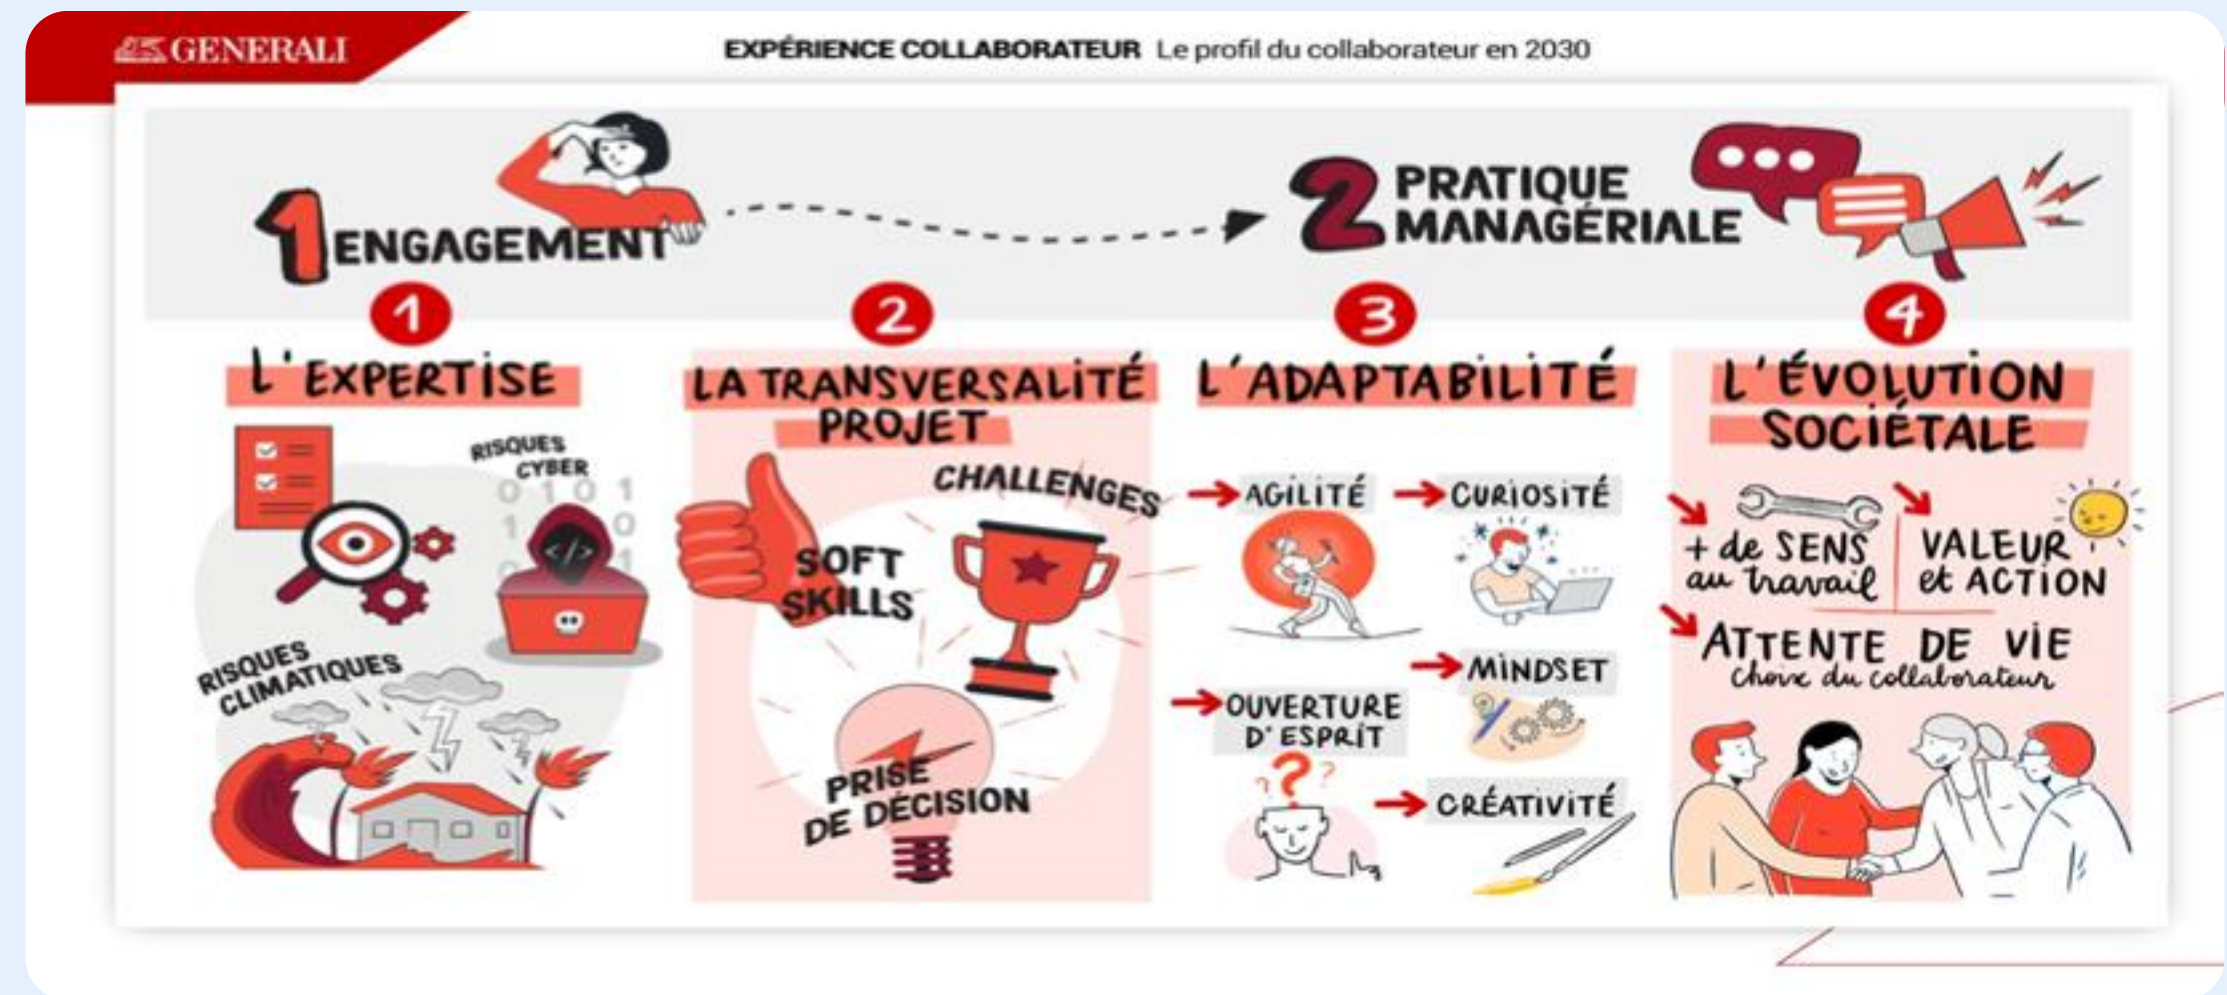 GENERALI
EXPÉRIENCE COLLABORATEUR Le profil du collaborateur en 2030
1 ENGAGEMENT
2 PRATIQUE
MANAGÉRIALE
1
L'EXPERTISE
RISQUES
CYBER
0 1 0 1
1 0
0 1
</>
RISQUES
CLIMATIQUES
2
LA TRANSVERSALITÉ
PROJET
CHALLENGES
SOFT
SKILLS
PRISE
DE DÉCISION
3
L'ADAPTABILITÉ
AGILITÉ
CURIOSITÉ
MINDSET
OUVERTURE
D'ESPRIT
? ? ?
CRÉATIVITÉ
4
L'ÉVOLUTION
SOCIÉTALE
+ de SENS
au travail
VALEUR
et ACTION
ATTENTE DE VIE
Choix du collaborateur